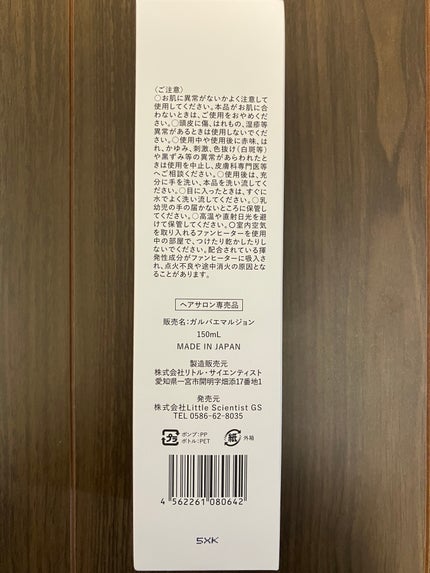 〈ご注意〉
○お肌に異常がないかよく注意して
使用してください。本品がお肌に合
わないときは、ご使用をおやめくだ
さい。○頭皮に傷、はれもの、湿疹等
異常があるときは使用しないでくだ
さい。○使用中や使用後に赤味、は
れ、かゆみ、刺激、色抜け(白斑等)
や黒ずみ等の異常があらわれたと
きは使用を中止し、皮膚科専門医等
へご相談ください。○使用後は、充
分に手を洗い、本品を洗い流してく
ださい。○目に入ったときは、すぐに
水でよく洗い流してください。○乳
幼児の手の届かないところに保管し
てください。○高温や直射日光を避
けて保管してください。○室内空気
を取り入れるファンヒーターを使用
中の部屋で、つけたり乾かしたりし
ないでください。配合されている揮
発性成分がファンヒーターに吸入さ
れ、点火不良や途中消火の原因とな
ることがあります。
ヘアサロン専売品
販売名:ガルバエマルジョン
150mL
MADE IN JAPAN
製造販売元
株式会社リトル・サイエンティスト
愛知県一宮市開明字畑添17番地1
発売元
株式会社Little Scientist GS
TEL 0586-62-8035
プラ ポンプ:PP
ボトル:PET
紙 外箱
4 562261 080642
5XK